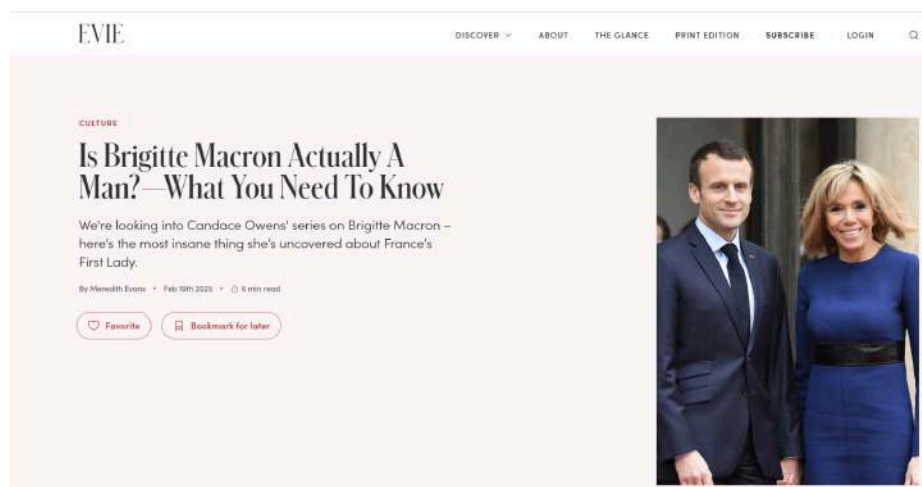 EVIE
DISCOVER ABOUT THE GLANCE PRINT EDITION SUBSCRIBE LOGIN
CULTURE
Is Brigitte Macron Actually A
Man?—What You Need To Know
We're looking into Candace Owens' series on Brigitte Macron –
here's the most insane thing she's uncovered about France's
First Lady.
By Meredith Evans • Feb 19th 2025 • 6 min read
Favorite Bookmark for later